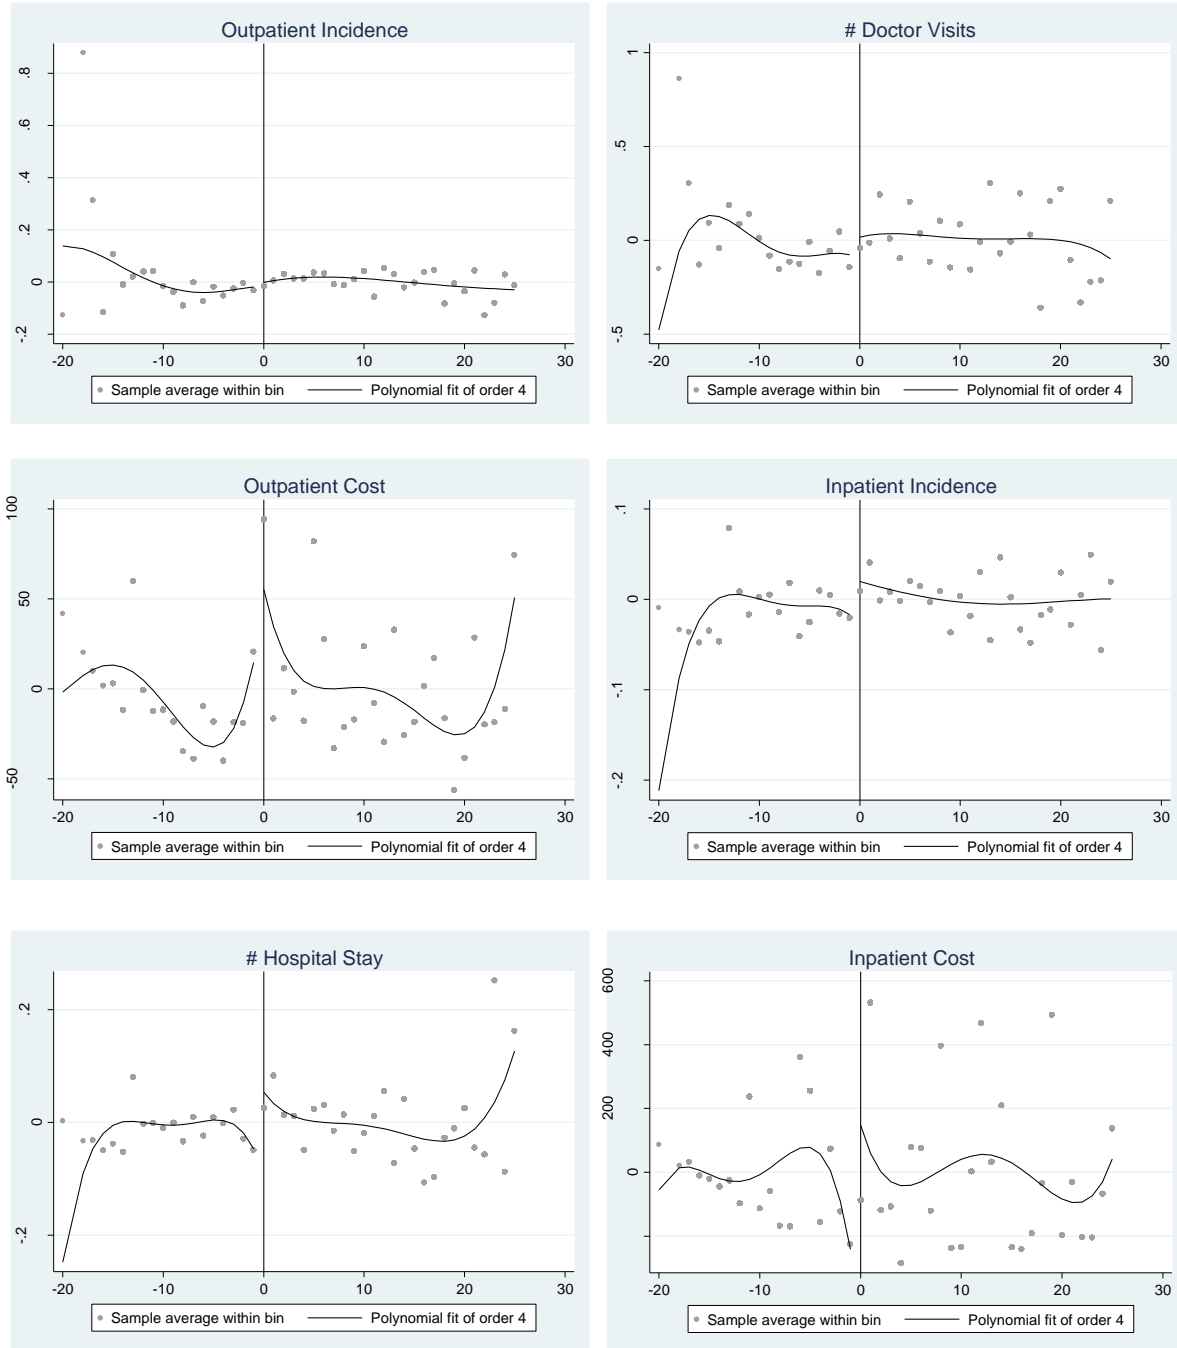 Outpatient Incidence
.8
.6
.4
.2
0
-.2
-20 -10 0 10 20 30
Sample average within bin Polynomial fit of order 4
# Doctor Visits
1
.5
0
-.5
-20 -10 0 10 20 30
Sample average within bin Polynomial fit of order 4
Outpatient Cost
100
50
0
-50
-20 -10 0 10 20 30
Sample average within bin Polynomial fit of order 4
Inpatient Incidence
.1
0
-.1
-.2
-20 -10 0 10 20 30
Sample average within bin Polynomial fit of order 4
# Hospital Stay
.2
0
-.2
-20 -10 0 10 20 30
Sample average within bin Polynomial fit of order 4
Inpatient Cost
600
400
200
0
-20 -10 0 10 20 30
Sample average within bin Polynomial fit of order 4